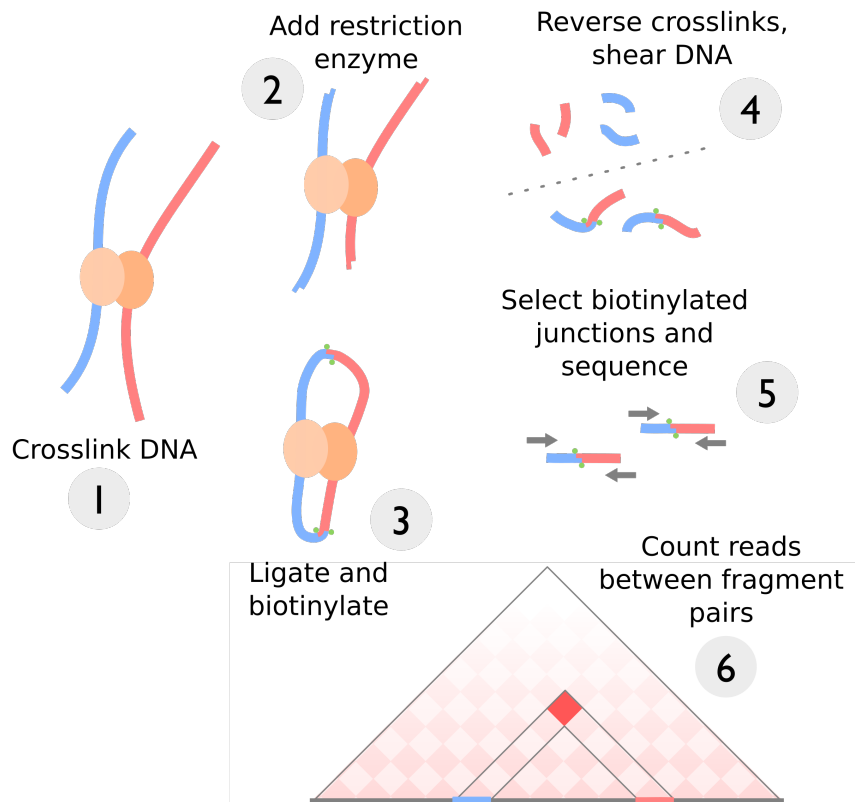 Crosslink DNA
1
Add restriction
enzyme
2
Ligate and
biotinylate
3
Reverse crosslinks,
shear DNA
4
Select biotinylated
junctions and
sequence
5
Count reads
between fragment
pairs
6